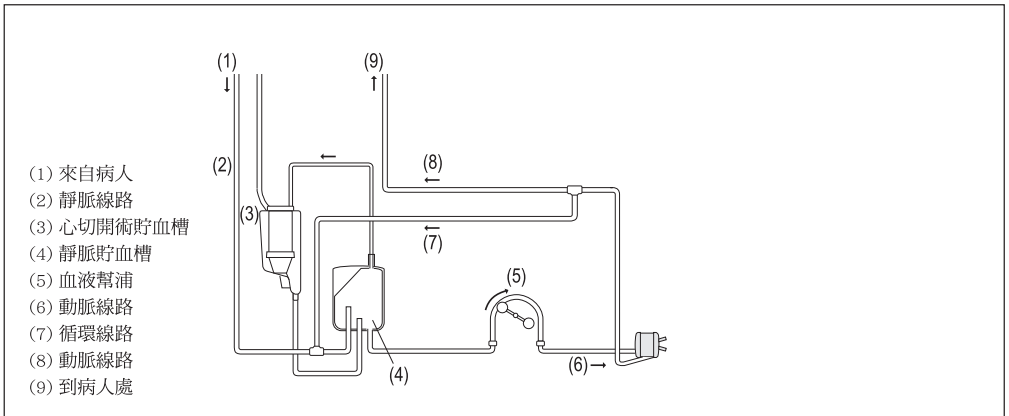 (1) 來自病人
(2) 靜脈線路
(3) 心切開術貯血槽
(4) 靜脈貯血槽
(5) 血液幫浦
(6) 動脈線路
(7) 循環線路
(8) 動脈線路
(9) 到病人處
(1)
(9)
(2)
(8)
(3)
(7)
(5)
(4)
(6)